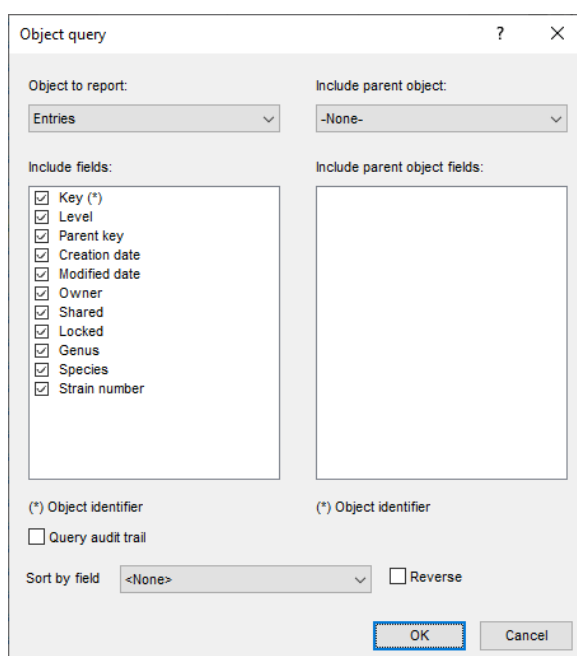 Object query
?
Object to report:
Include parent object:
Entries
-None-
Include fields:
Include parent object fields:
Key (*)
Level
Parent key
Creation date
Modified date
Owner
Shared
Locked
Genus
Species
Strain number
(*) Object identifier
(*) Object identifier
Query audit trail
Sort by field
<None>
Reverse
OK
Cancel